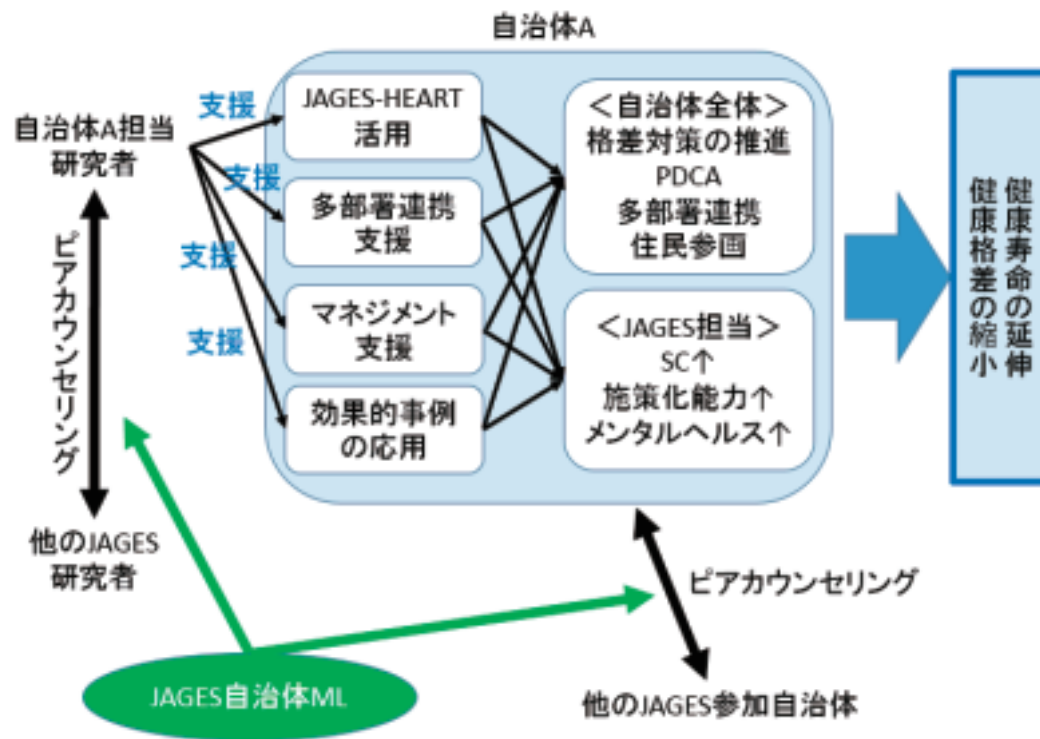 自治体A
自治体A担当
研究者
ピアカウンセリング
他のJAGES
研究者
支援
支援
支援
支援
JAGES-HEART
活用
多部署連携
支援
マネジメント
支援
効果的事例
の応用
＜自治体全体＞
格差対策の推進
PDCA
多部署連携
住民参画
＜JAGES担当＞
SC↑
施策化能力↑
メンタルヘルス↑
健康寿命の延伸
健康格差の縮小
ピアカウンセリング
他のJAGES参加自治体
JAGES自治体ML